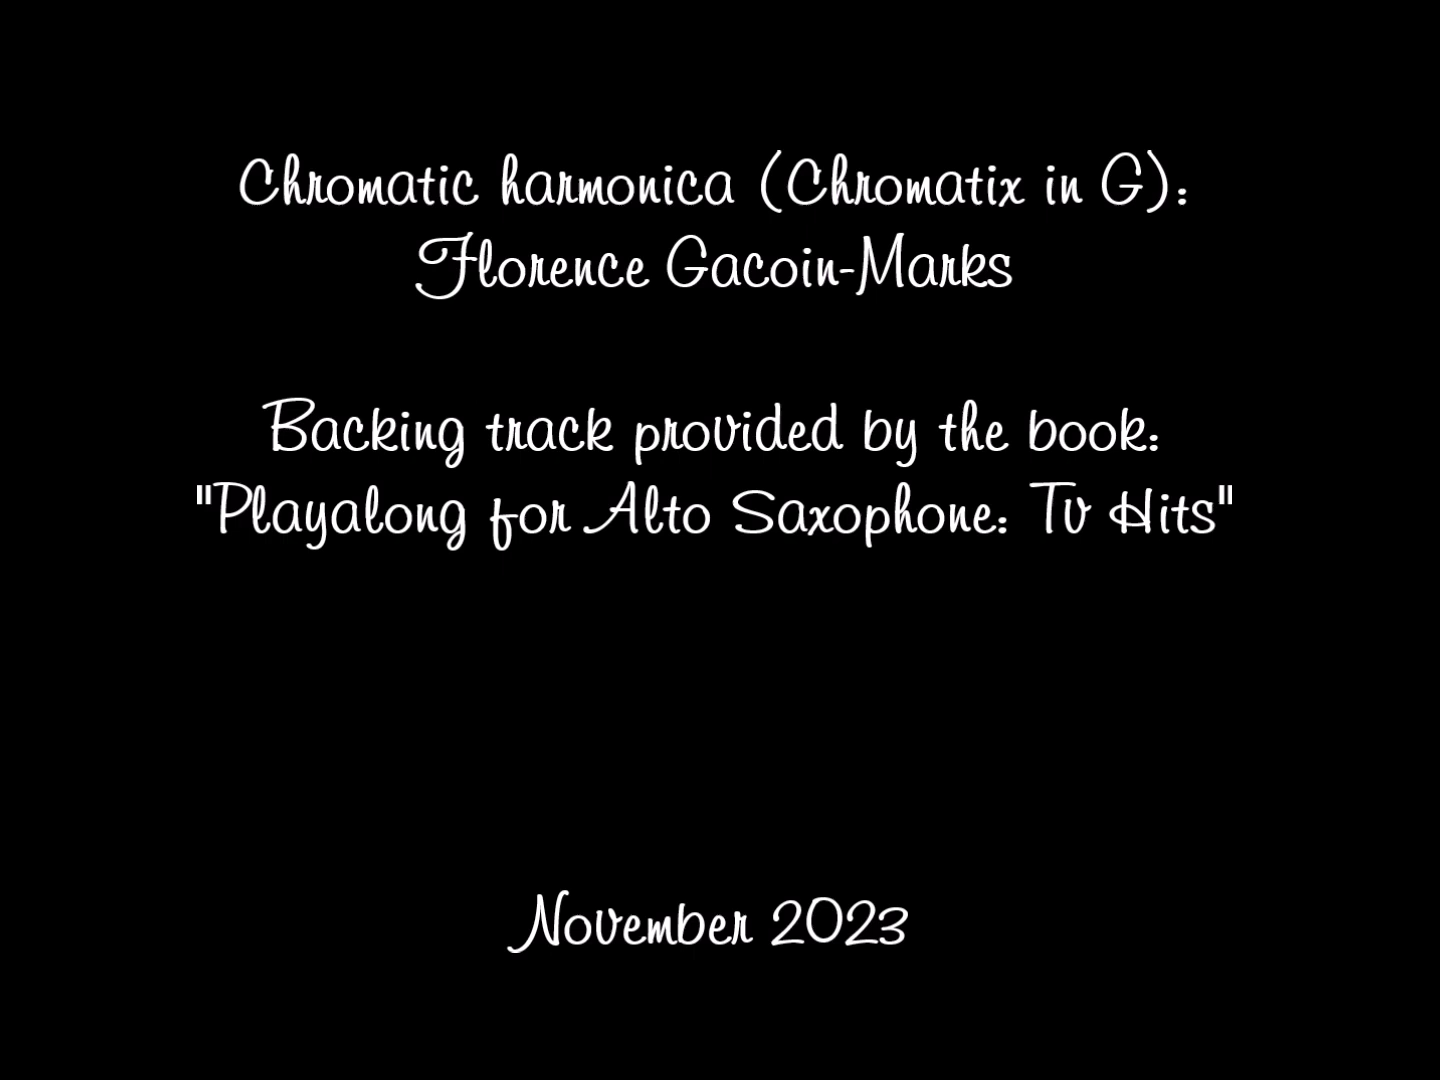 Chromatic harmonica (Chromatix in G):
Florence Gacoin-Marks
Backing track provided by the book:
"Playalong for Alto Saxophone: Tv Hits"
November 2023